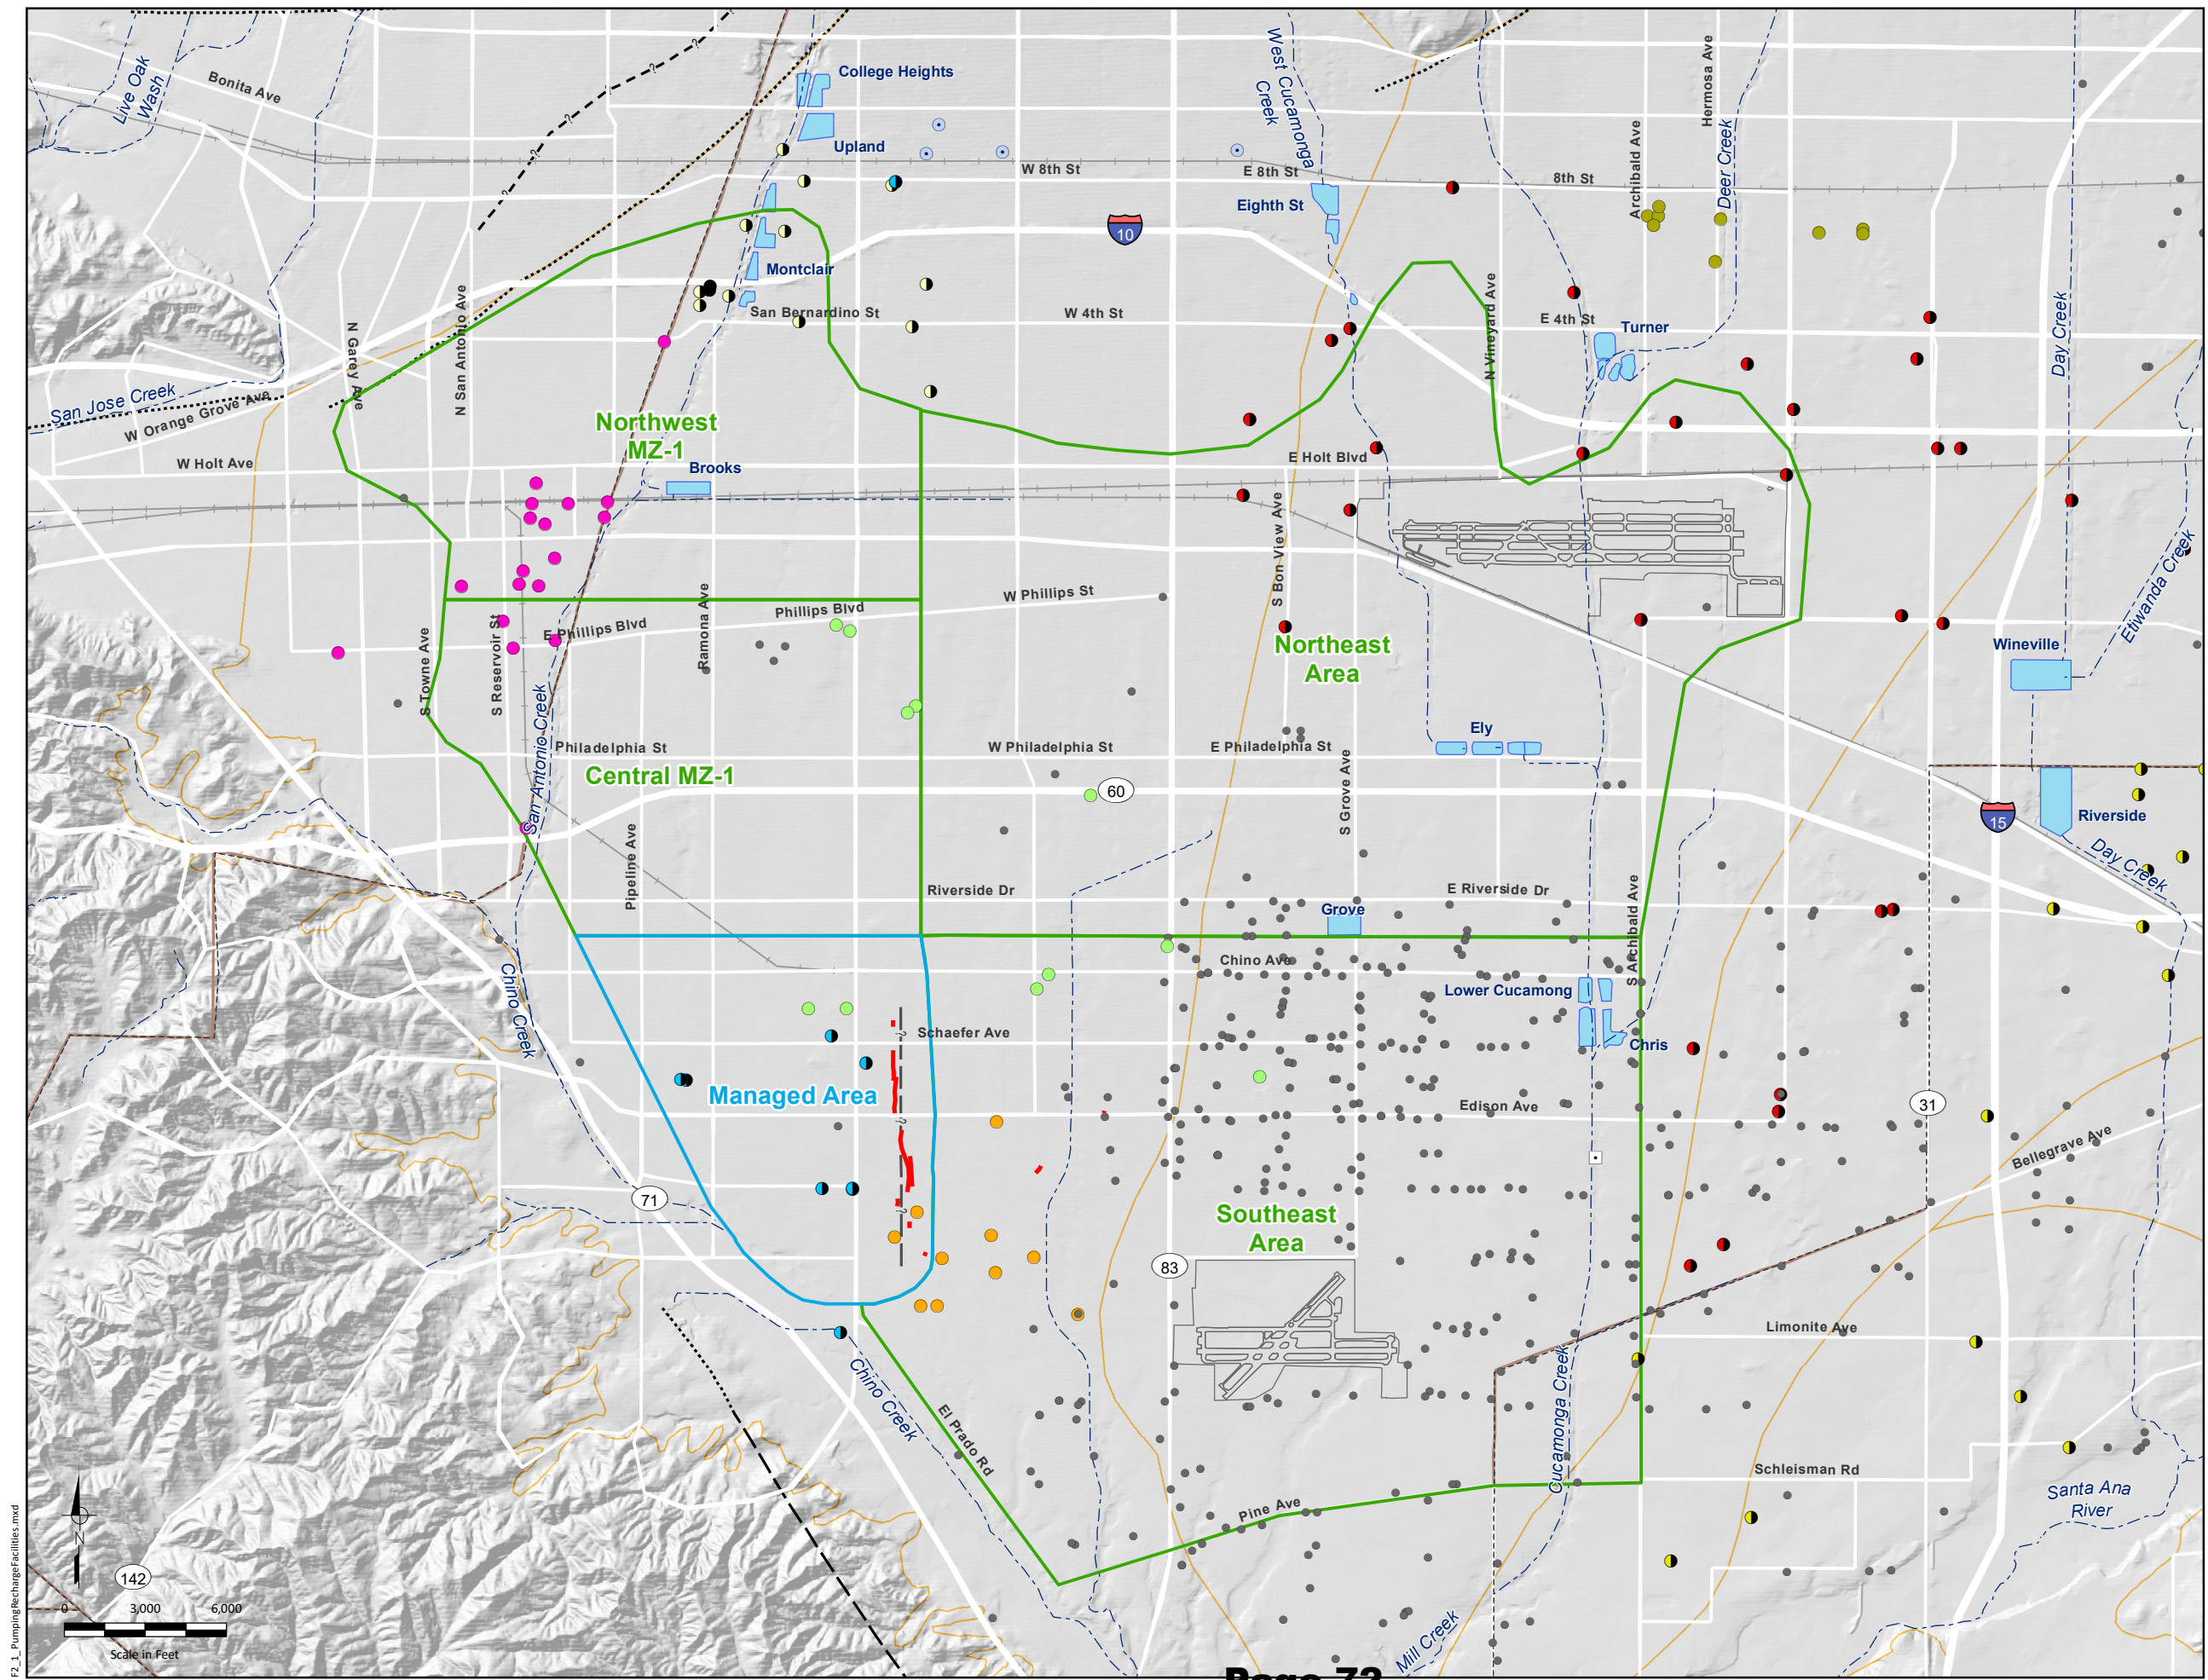 College Heights
Upland
Live Oak
Wash
Bonita Ave
West Cucamonga
Creek
Hermosa Ave
Archibald Ave
Deer Creek
W 8th St
E 8th St
8th St
Eighth St
10
Montclair
San Bernardino St
W 4th St
E 4th St
Turner
N Garey Ave
N San Antonio Ave
N Vineyard Ave
Day Creek
San Jose Creek
W Orange Grove Ave
W Holt Ave
Northwest
MZ-1
Brooks
E Holt Blvd
S Bon View Ave
Etiwanda Creek
W Phillips St
Phillips Blvd
E Phillips Blvd
Ramona Ave
S Towne Ave
S Reservoir St
San Antonio Creek
Northeast
Area
Wineville
Ely
Philadelphia St
W Philadelphia St
E Philadelphia St
Central MZ-1
60
S Grove Ave
15
Riverside
Day Creek
Pipeline Ave
Riverside Dr
E Riverside Dr
Grove
S Archibald Ave
Chino Ave
Chino Creek
Lower Cucamong
Schaefer Ave
?
Chris
Managed Area
Edison Ave
31
?
Bellegrave Ave
71
?
Southeast
Area
83
Limonite Ave
Chino Creek
El Prado Rd
Cucamonga Creek
Schleisman Rd
Pine Ave
Santa Ana
River
N
142
0 3,000 6,000
Scale in Feet
Mill Creek
Page 73
F2_1_PumpingRechargeFacilities.mxd
?
?
?
?